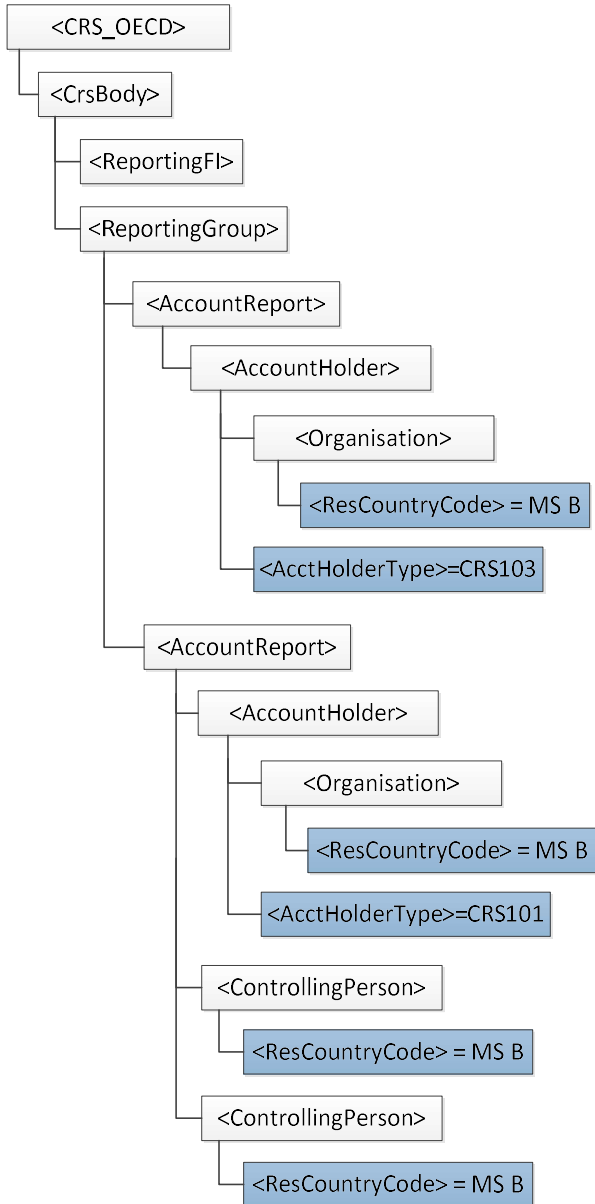 <CRS_OECD>
<CrsBody>
<ReportingFI>
<ReportingGroup>
<AccountReport>
<AccountHolder>
<Organisation>
<ResCountryCode> = MS B
<AcctHolderType>=CRS103
<AccountReport>
<AccountHolder>
<Organisation>
<ResCountryCode> = MS B
<AcctHolderType>=CRS101
<ControllingPerson>
<ResCountryCode> = MS B
<ControllingPerson>
<ResCountryCode> = MS B